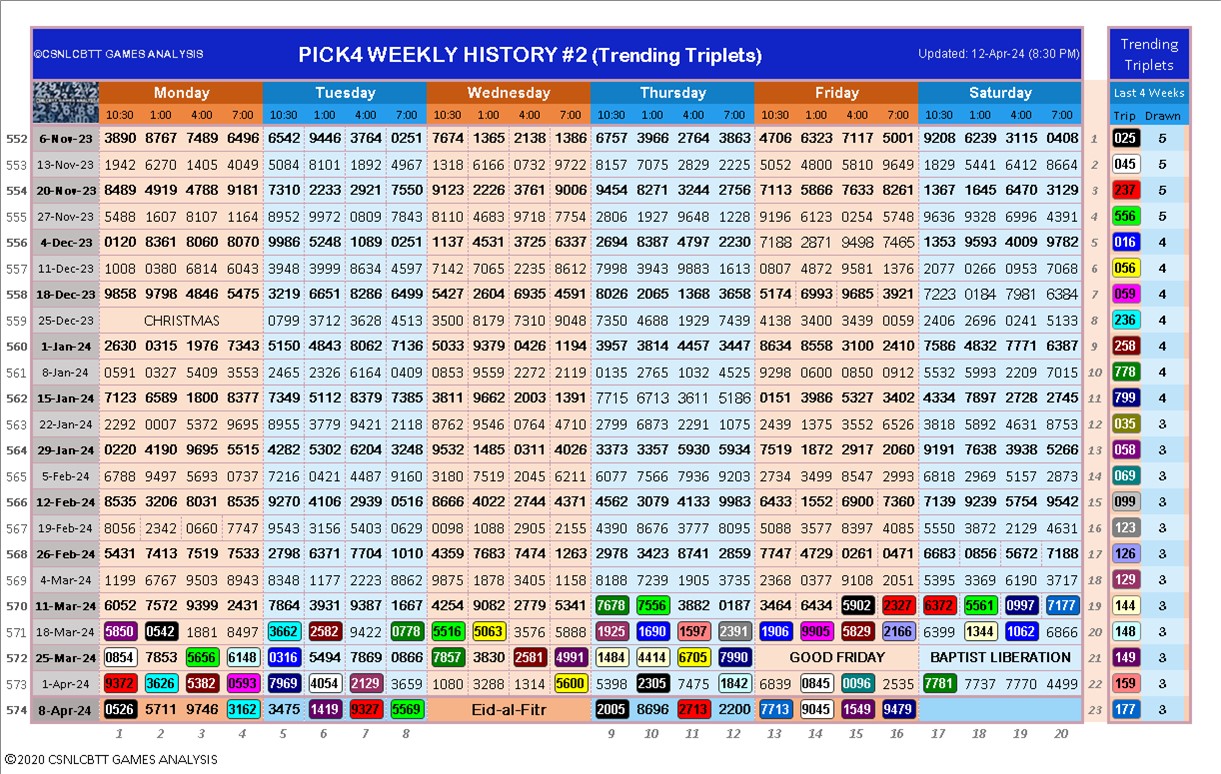 ©CSNLCBTT GAMES ANALYSIS PICK4 WEEKLY HISTORY #2 (Trending Triplets) Updated: 12-Apr-24 (8:30 PM) Trending Triplets
Monday Tuesday Wednesday Thursday Friday Saturday Last 4 Weeks
10:30 1:00 4:00 7:00 10:30 1:00 4:00 7:00 10:30 1:00 4:00 7:00 10:30 1:00 4:00 7:00 10:30 1:00 4:00 7:00 10:30 1:00 4:00 7:00 Trip Drawn
552 6-Nov-23 3890 8767 7489 6496 6542 9446 3764 0251 7674 1365 2138 1386 6757 3966 2764 3863 4706 6323 7117 5001 9208 6239 3115 0408 1 025 5
553 13-Nov-23 1942 6270 1405 4049 5084 8101 1892 4967 1318 6166 0732 9722 8157 7075 2820 2225 5052 4800 5810 9649 1829 5441 6412 8664 2 045 5
554 20-Nov-23 8489 4919 4788 9181 7310 2233 2921 7550 9123 2226 3761 9006 9454 8271 3244 2756 7113 5866 7633 8261 1367 1645 6470 3129 3 237 5
555 27-Nov-23 5488 1607 8107 1164 8952 9972 0809 7843 8110 4683 9718 7754 2806 1927 9648 1228 9196 6123 0254 5748 9636 9328 6996 4391 4 556 5
556 4-Dec-23 0120 8361 8060 8070 9986 5248 1089 0251 1137 4531 3725 6337 2694 8387 4797 2230 7188 2871 9498 7465 1353 9593 4009 9782 5 016 4
557 11-Dec-23 1008 0380 6814 6043 3948 3999 8634 4597 7142 7065 2235 8612 7998 3943 9883 1613 0807 4872 9581 1376 2077 0266 0953 7068 6 056 4
558 18-Dec-23 9858 9798 4846 5475 3219 6651 8286 6499 5427 2604 6935 4591 8026 2065 1368 3658 5174 6993 9685 3921 7223 0184 7981 6384 7 059 4
559 25-Dec-23 CHRISTMAS 0799 3712 3628 4513 3500 8179 7310 9048 7350 4688 1929 7439 4138 3400 3439 0059 2406 2696 0241 5133 8 236 4
560 1-Jan-24 2630 0315 1976 7343 5150 4843 8062 7136 5033 9379 0426 1194 3957 3814 4457 3447 8634 8558 3100 2410 7586 4832 7771 6387 9 258 4
561 8-Jan-24 0591 0327 5409 3553 2465 2326 6164 0409 0853 9559 2272 2119 0135 2765 1032 4525 9298 0600 0850 0912 5532 5993 2209 7015 10 778 4
562 15-Jan-24 7123 6589 1800 8377 7349 5112 8379 7385 3811 9662 2003 1391 7715 6713 3611 5186 0151 3986 5327 3402 4334 7897 2728 2745 11 799 4
563 22-Jan-24 2292 0007 5372 9695 8955 3779 9421 2118 8762 9546 0764 4710 2799 6873 2291 1075 2439 1375 3552 6526 3818 5892 4631 8753 12 035 3
564 29-Jan-24 0220 4190 9695 5515 4282 5302 6204 3248 9532 1485 0311 4026 3373 3357 5930 5934 7519 1872 2917 2060 9191 7638 3938 5266 13 058 3
565 5-Feb-24 6788 9497 5693 0737 7216 0421 4487 9160 3180 7519 2045 6211 6077 7566 7936 9203 2734 3499 8547 2993 6818 2969 5157 2873 14 069 3
566 12-Feb-24 8535 3206 8031 8535 9270 4106 2939 0516 8666 4022 2744 4371 4562 3079 4133 9983 6433 1552 6900 7360 7139 9239 5754 9542 15 099 3
567 19-Feb-24 8056 2342 0660 7747 9543 3156 5403 0629 0098 1088 2905 2155 4390 8676 3777 8095 5088 3577 8397 4085 5550 3872 2129 4631 16 123 3
568 26-Feb-24 5431 7413 7519 7533 2798 6371 7704 1010 4359 7683 7474 1263 2978 3423 8741 2859 7747 4729 0261 0471 6683 0856 5672 7188 17 126 3
569 4-Mar-24 1199 6767 9503 8943 8348 1177 2223 8862 9875 1878 3405 1158 8188 7239 1905 3735 2368 0377 9108 2051 5395 3369 6190 3717 18 129 3
570 11-Mar-24 6052 7572 9399 2431 7864 3931 9387 1667 4254 9082 2779 5341 7678 7556 3882 0187 3464 6434 5902 2327 6372 5561 0997 7177 19 144 3
571 18-Mar-24 5850 0542 1881 8497 3662 2582 9422 0778 5516 5063 3576 5888 1925 1690 1597 2391 1906 9905 5829 2166 6399 1344 1062 6866 20 148 3
572 25-Mar-24 0854 7853 5656 6148 0316 5494 7869 0866 7857 3830 2581 4991 1484 4414 6705 7990 GOOD FRIDAY BAPTIST LIBERATION 21 149 3
573 1-Apr-24 9372 3626 5382 0593 7969 4054 2129 3659 1080 3288 1314 5600 5398 2305 7475 1842 6839 0845 0096 2535 7781 7737 7770 4499 22 159 3
574 8-Apr-24 0526 5711 9746 3162 3475 1419 9327 5569 Eid-al-Fitr 2005 8696 2713 2200 7713 9045 1549 9479 23 177 3
1 2 3 4 5 6 7 8 9 10 11 12 13 14 15 16 17 18 19 20
©2020 CSNLCBTT GAMES ANALYSIS